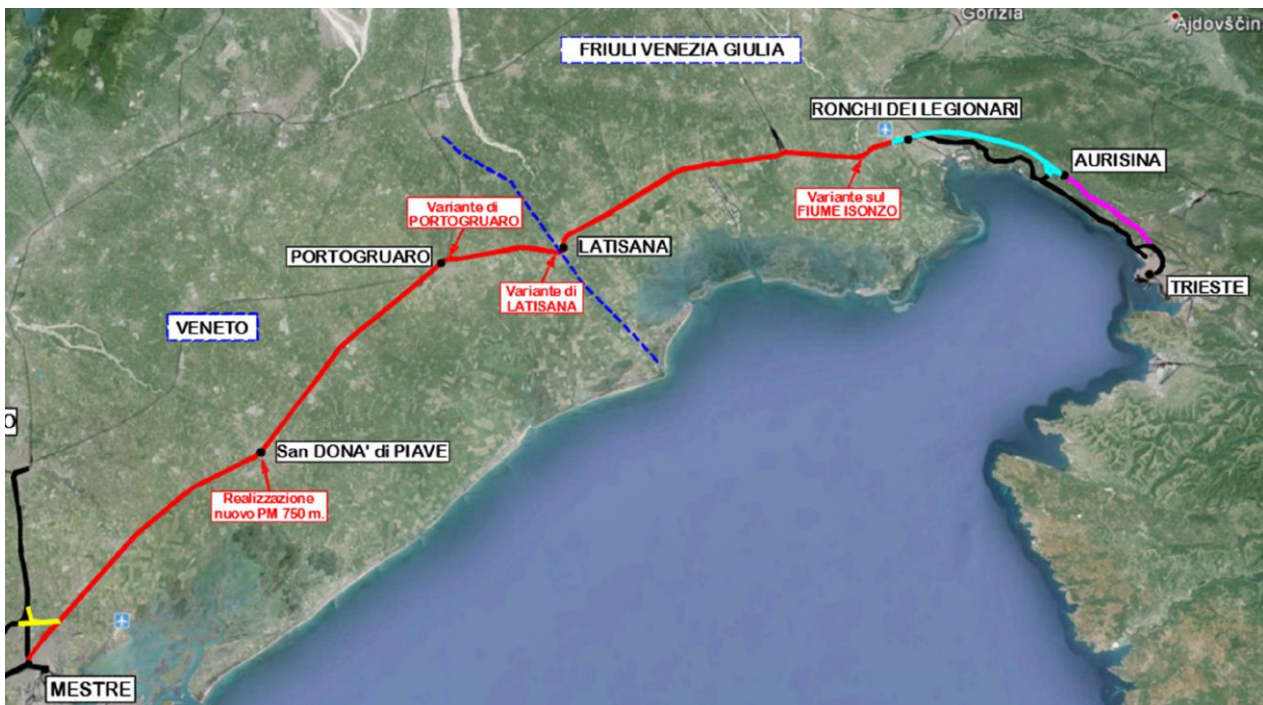 Gorizia
Ajdovščin
FRIULI VENEZIA GIULIA
RONCHI DEI LEGIONARI
AURISINA
Variante di
PORTOGRUARO
Variante sul
FIUME ISONZO
PORTOGRUARO
LATISANA
TRIESTE
Variante di
LATISANA
VENETO
O
San DONA' di PIAVE
Realizzazione
nuovo PM 750 m.
MESTRE